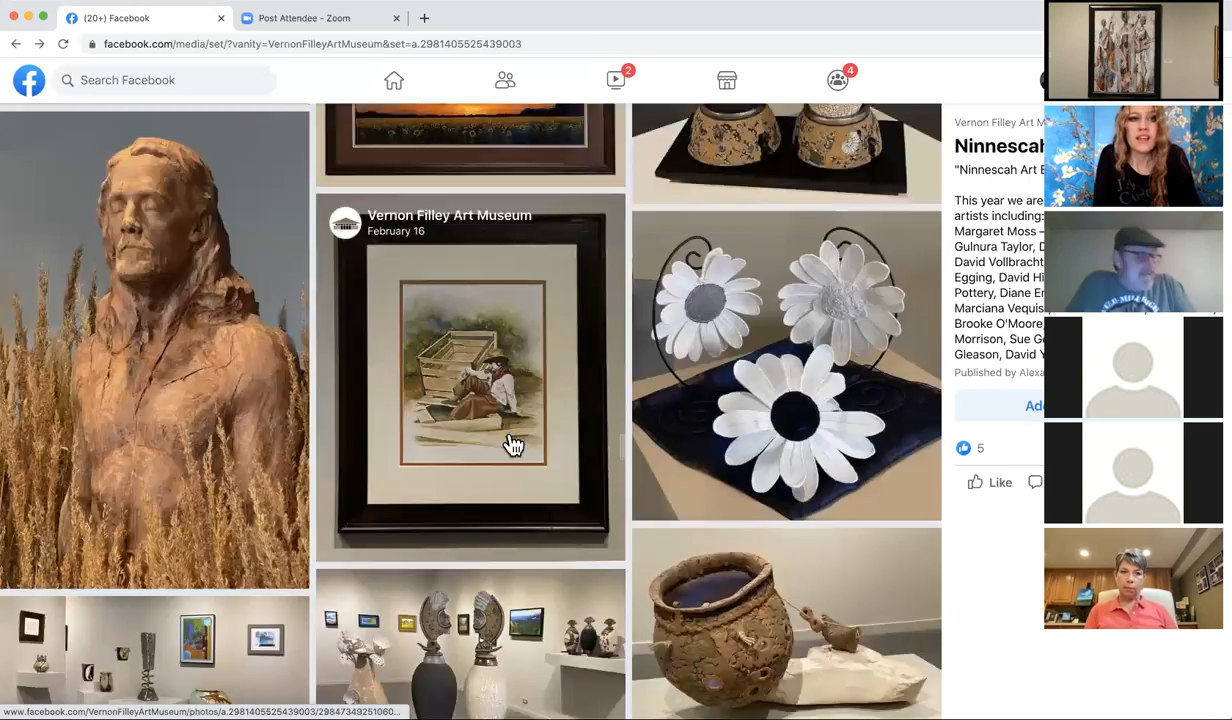 (20+) Facebook
Post Attendee - Zoom
facebook.com/media/set/?vanity=VernonFilleyArtMuseum&set=a.2981405525439003
Search Facebook
2
4
Vernon Filley Art Museum
February 16
Vernon Filley Art M
Ninnescah
"Ninnescah Art E
This year we are
artists including:
Margaret Moss –
Gulnura Taylor, D
David Vollbracht
Egging, David Hi
Pottery, Diane Er
Marciana Vequis
Brooke O'Moore,
Morrison, Sue G
Gleason, David Y
Published by Alexa
5
Like
www.facebook.com/VernonFilleyArtMuseum/photos/a.2981405525439003/29847349251060...